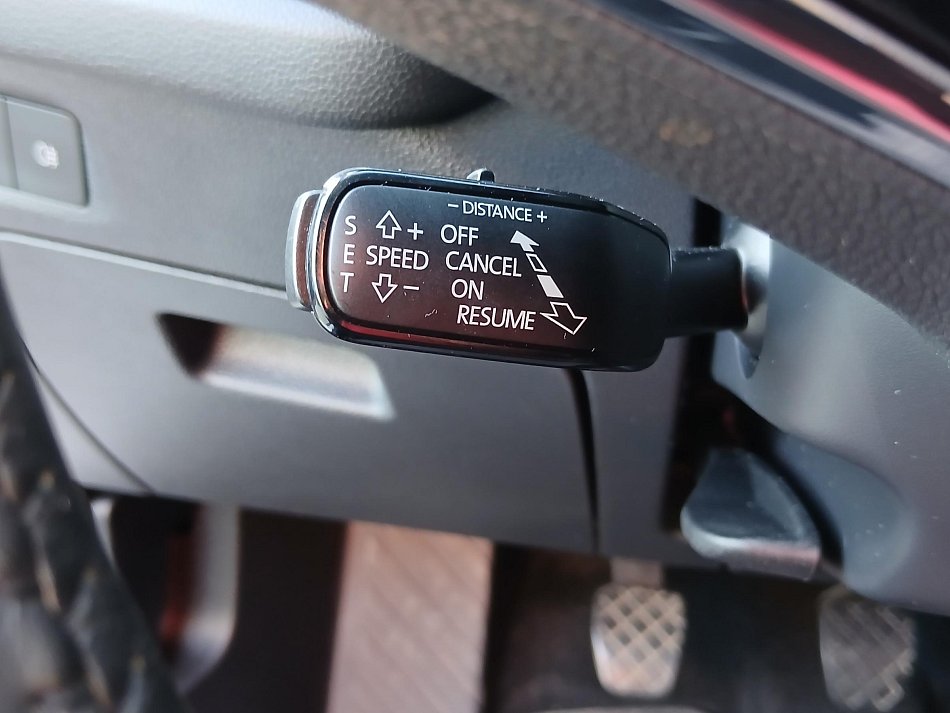 − DISTANCE +
S + OFF
E SPEED CANCEL
T − ON
RESUME